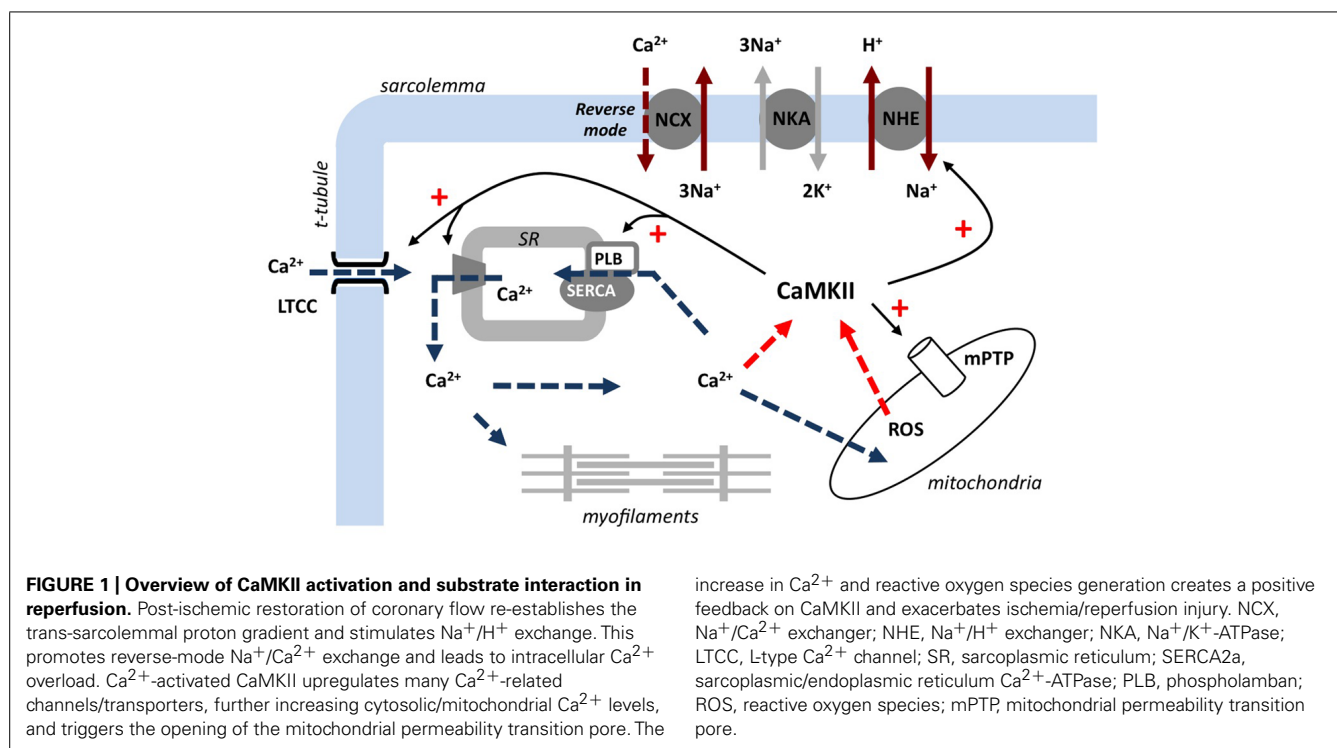 Ca²⁺ 3Na⁺ H⁺
sarcolemma
Reverse
mode
NCX NKA NHE
3Na⁺ 2K⁺ Na⁺
t-tubule
+ + +
SR
PLB
Ca²⁺
LTCC
Ca²⁺
SERCA
CaMKII
+
mPTP
Ca²⁺ Ca²⁺
ROS
mitochondria
myofilaments
FIGURE 1 | Overview of CaMKII activation and substrate interaction in
reperfusion. Post-ischemic restoration of coronary flow re-establishes the
trans-sarcolemmal proton gradient and stimulates Na⁺/H⁺ exchange. This
promotes reverse-mode Na⁺/Ca²⁺ exchange and leads to intracellular Ca²⁺
overload. Ca²⁺-activated CaMKII upregulates many Ca²⁺-related
channels/transporters, further increasing cytosolic/mitochondrial Ca²⁺ levels,
and triggers the opening of the mitochondrial permeability transition pore. The
increase in Ca²⁺ and reactive oxygen species generation creates a positive
feedback on CaMKII and exacerbates ischemia/reperfusion injury. NCX,
Na⁺/Ca²⁺ exchanger; NHE, Na⁺/H⁺ exchanger; NKA, Na⁺/K⁺-ATPase;
LTCC, L-type Ca²⁺ channel; SR, sarcoplasmic reticulum; SERCA2a,
sarcoplasmic/endoplasmic reticulum Ca²⁺-ATPase; PLB, phospholamban;
ROS, reactive oxygen species; mPTP, mitochondrial permeability transition
pore.